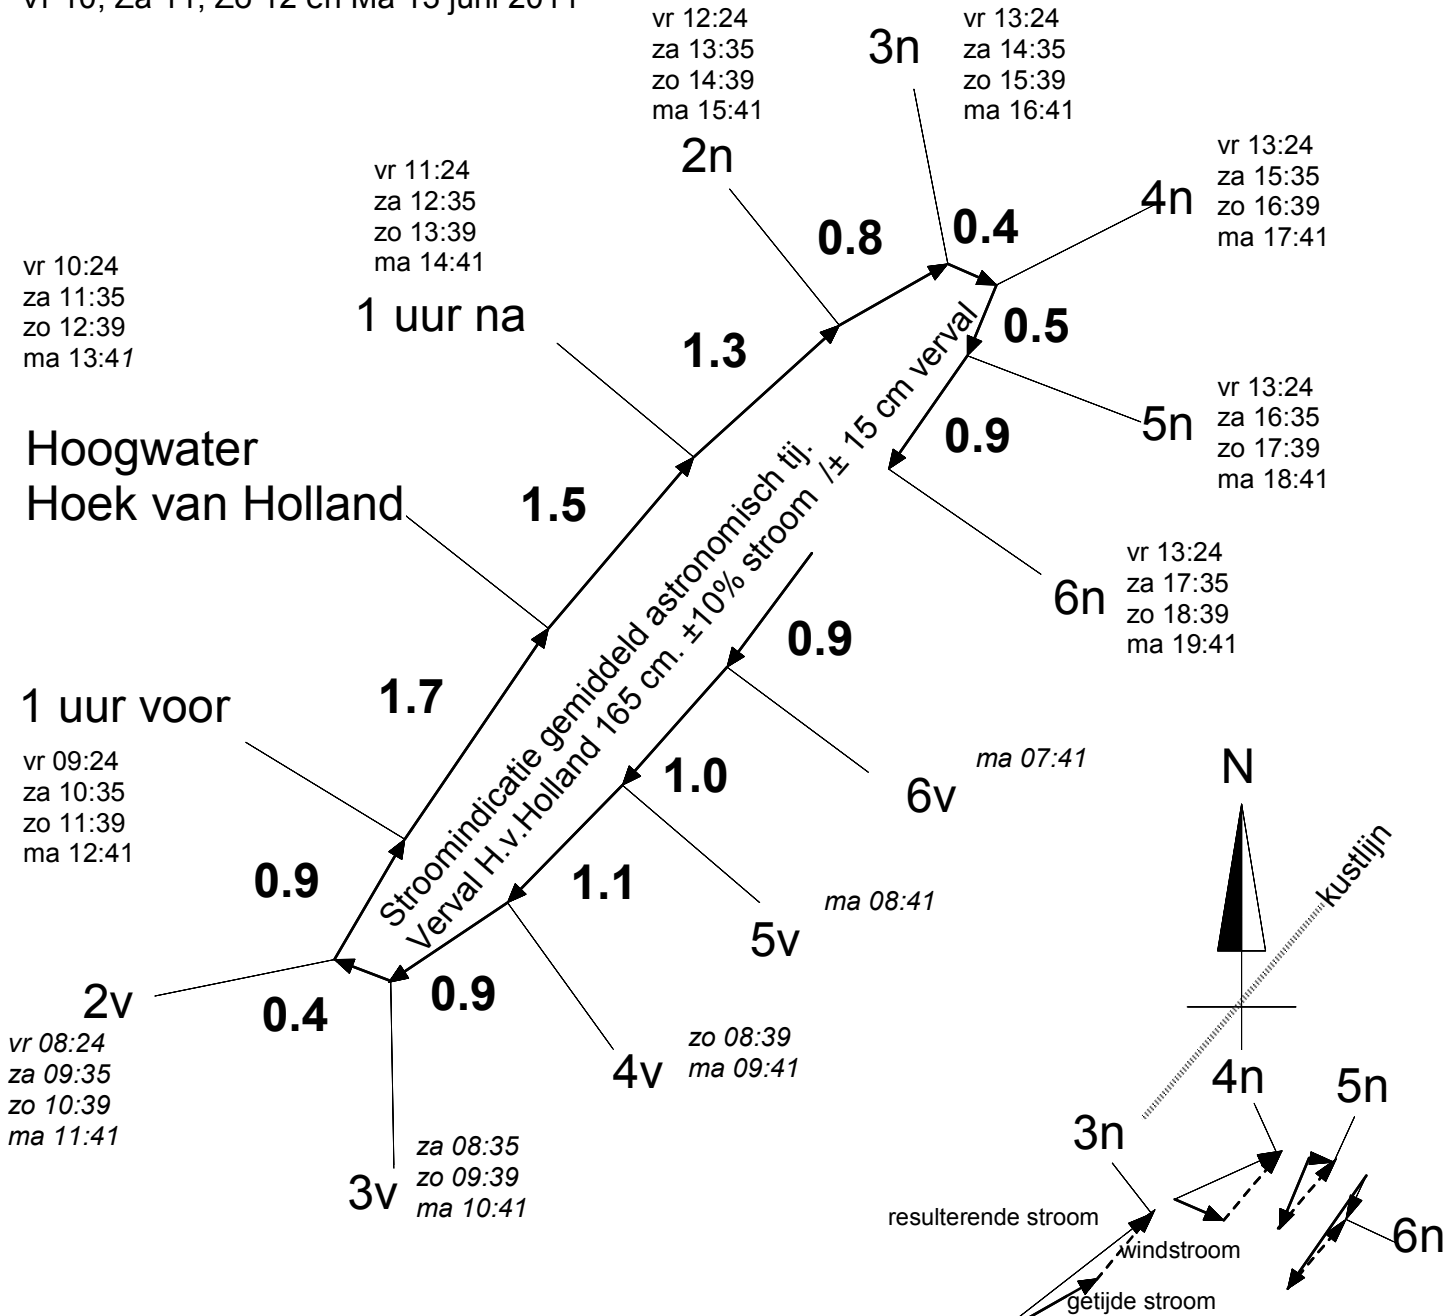 Vr 10, Za 11, Zo 12 en Ma 13 juni 2011
vr 12:24
za 13:35
zo 14:39
ma 15:41
2n
3n
vr 13:24
za 14:35
zo 15:39
ma 16:41
vr 13:24
za 15:35
zo 16:39
ma 17:41
4n
vr 11:24
za 12:35
zo 13:39
ma 14:41
1 uur na
vr 10:24
za 11:35
zo 12:39
ma 13:41
Hoogwater
Hoek van Holland
0.8
0.4
0.5
1.3
0.9
1.5
vr 13:24
za 16:35
zo 17:39
ma 18:41
5n
vr 13:24
za 17:35
zo 18:39
ma 19:41
6n
Stroomindicatie gemiddeld astronomisch tij.
Verval H.v.Holland 165 cm. ±10% stroom /± 15 cm verval
1.7
0.9
1 uur voor
vr 09:24
za 10:35
zo 11:39
ma 12:41
1.0
6v
ma 07:41
0.9
1.1
5v
ma 08:41
2v
vr 08:24
za 09:35
zo 10:39
ma 11:41
0.4
0.9
4v
zo 08:39
ma 09:41
3v
za 08:35
zo 09:39
ma 10:41
N
kustlijn
4n
5n
3n
6n
resulterende stroom
windstroom
getijde stroom